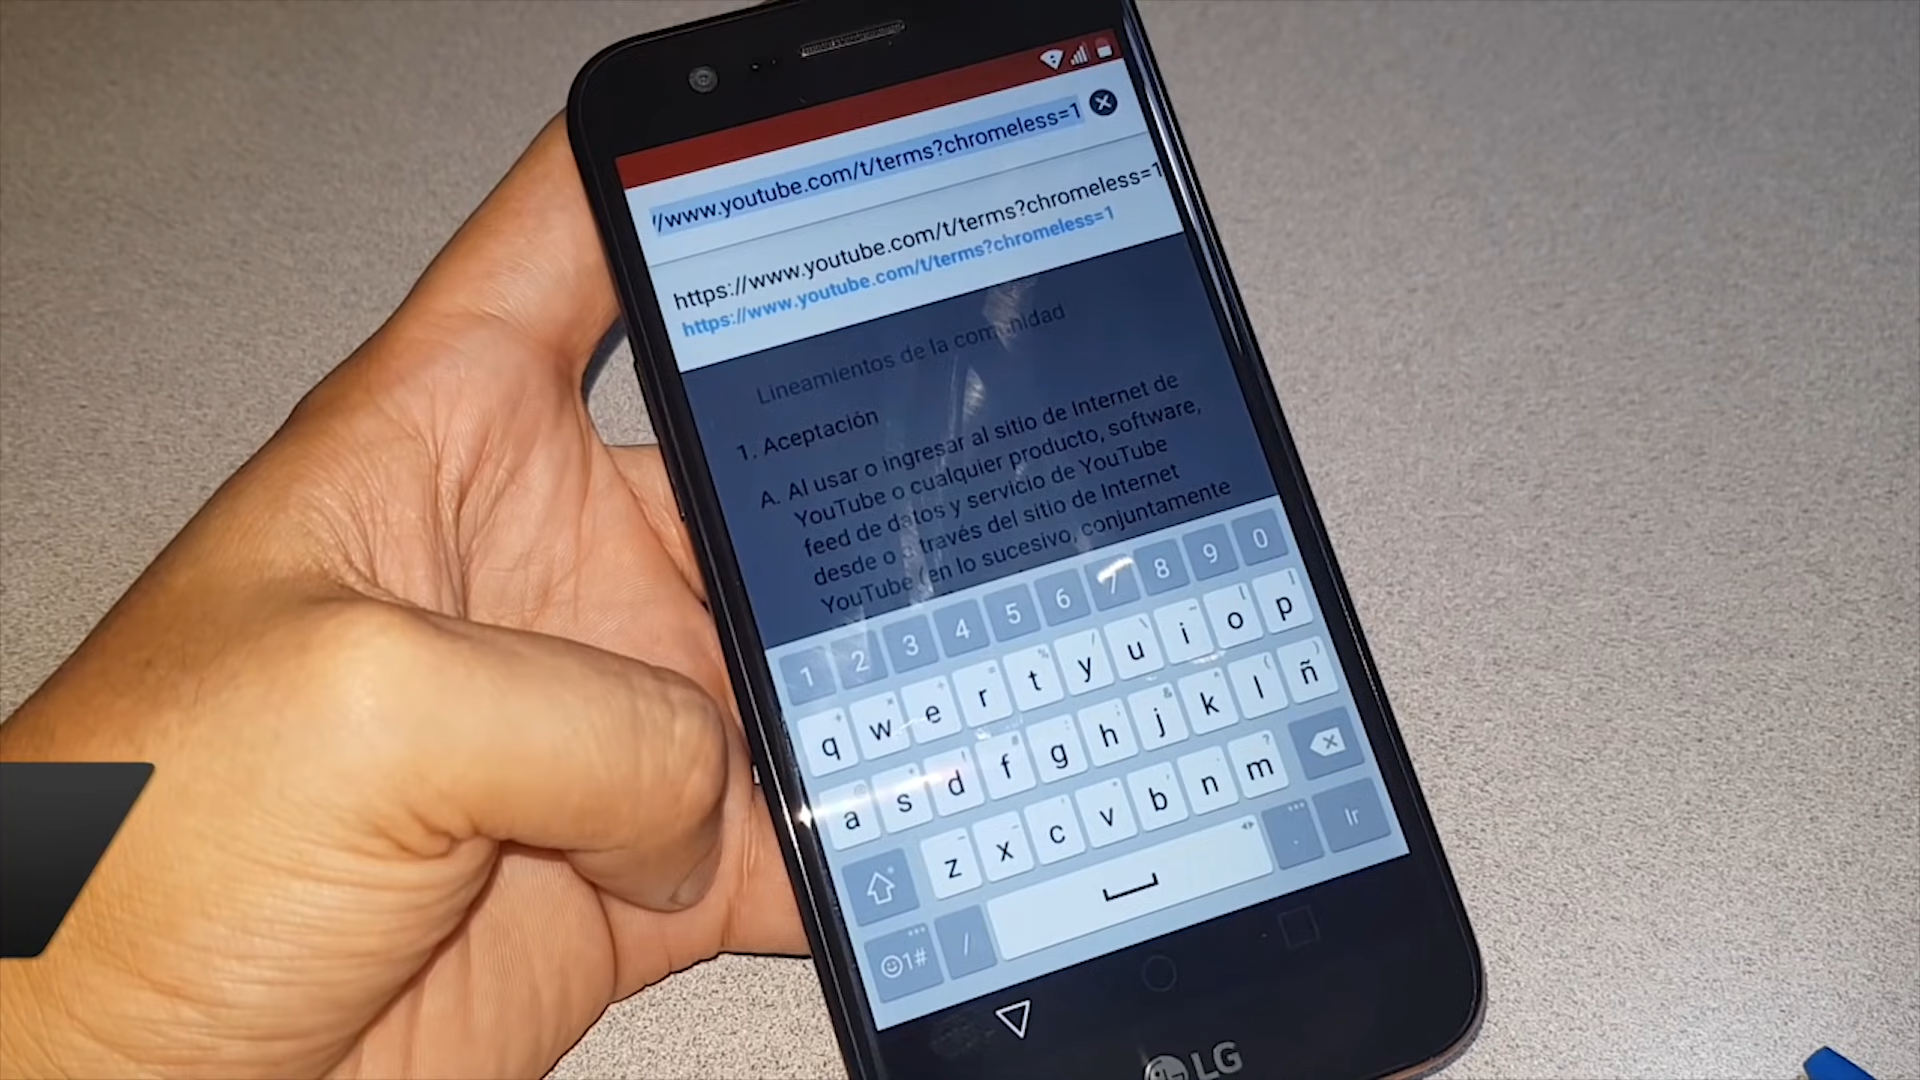 //www.youtube.com/t/terms?chromeless=1
https://www.youtube.com/t/terms?chromeless=1
https://www.youtube.com/t/terms?chromeless=1
Lineamientos de la comunidad
1. Aceptación
A. Al usar o ingresar al sitio de Internet de
YouTube o cualquier producto, software,
feed de datos y servicio de YouTube
desde o a través del sitio de Internet
YouTube (en lo sucesivo, conjuntamente
1 2 3 4 5 6 7 8 9 0
q w e r t y u i o p
a s d f g h j k l ñ
z x c v b n m
1# / . Ir
LG